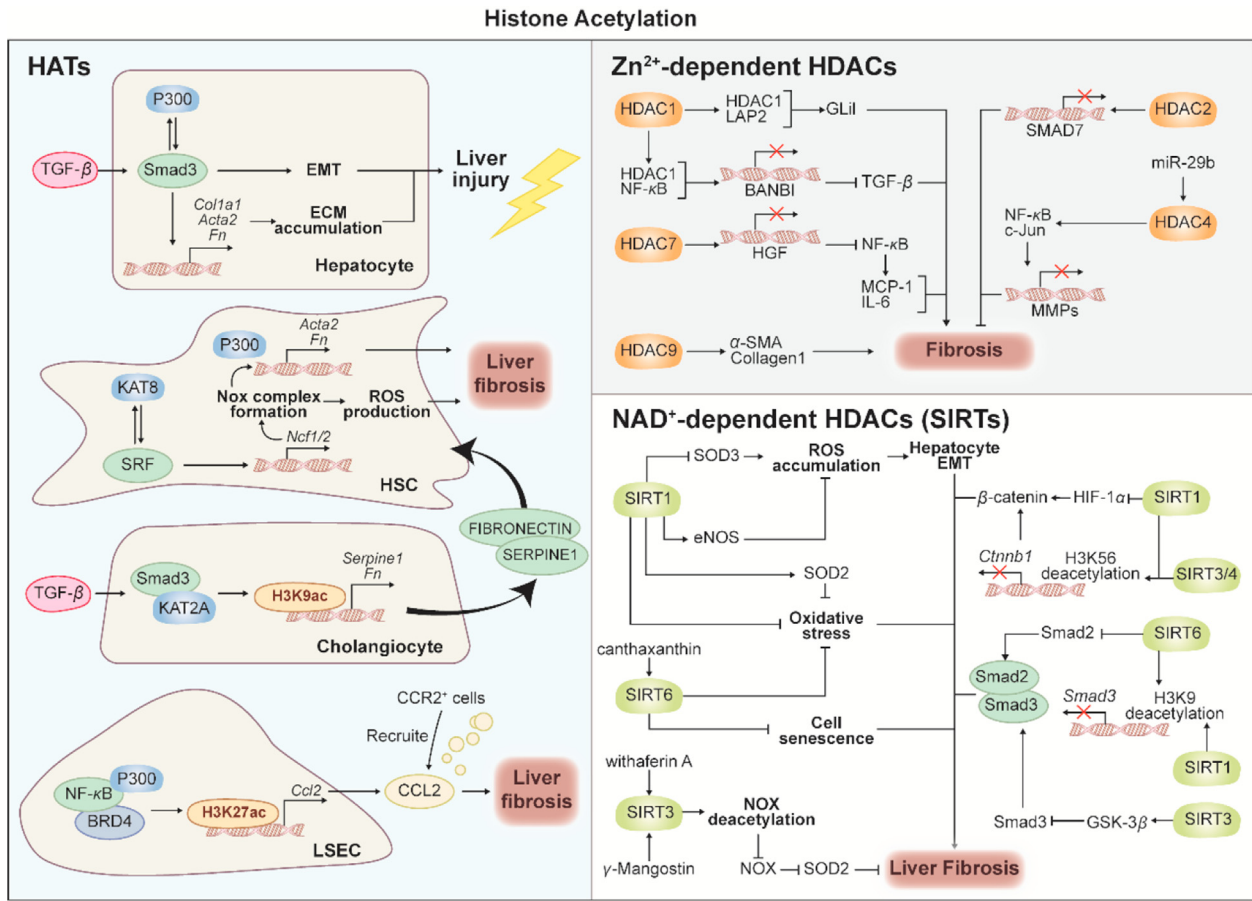 Histone Acetylation
HATs
P300
TGF-β
Smad3
EMT
Liver
injury
Col1a1
Acta2
Fn
ECM
accumulation
Hepatocyte
P300
Acta2
Fn
KAT8
Nox complex
formation
ROS
production
Liver
fibrosis
Ncf1/2
SRF
HSC
FIBRONECTIN
SERPINE1
TGF-β
Smad3
KAT2A
H3K9ac
Serpine1
Fn
Cholangiocyte
CCR2⁺ cells
Recruite
NF-κB
P300
BRD4
H3K27ac
Ccl2
CCL2
Liver
fibrosis
LSEC
Zn²⁺-dependent HDACs
HDAC1
HDAC1
LAP2
GLiI
SMAD7
HDAC2
HDAC1
NF-κB
BANBI
TGF-β
miR-29b
HDAC4
NF-κB
c-Jun
HDAC7
HGF
NF-κB
MCP-1
IL-6
MMPs
HDAC9
α-SMA
Collagen1
Fibrosis
NAD⁺-dependent HDACs (SIRTs)
SIRT1
SOD3
ROS
accumulation
Hepatocyte
EMT
eNOS
SOD2
Oxidative
stress
β-catenin
HIF-1α
SIRT1
Ctnnb1
H3K56
deacetylation
SIRT3/4
canthaxanthin
SIRT6
Cell
senescence
Smad2
SIRT6
Smad2
Smad3
Smad3
H3K9
deacetylation
SIRT1
withaferin A
SIRT3
NOX
deacetylation
γ-Mangostin
NOX
SOD2
Smad3
GSK-3β
SIRT3
Liver Fibrosis